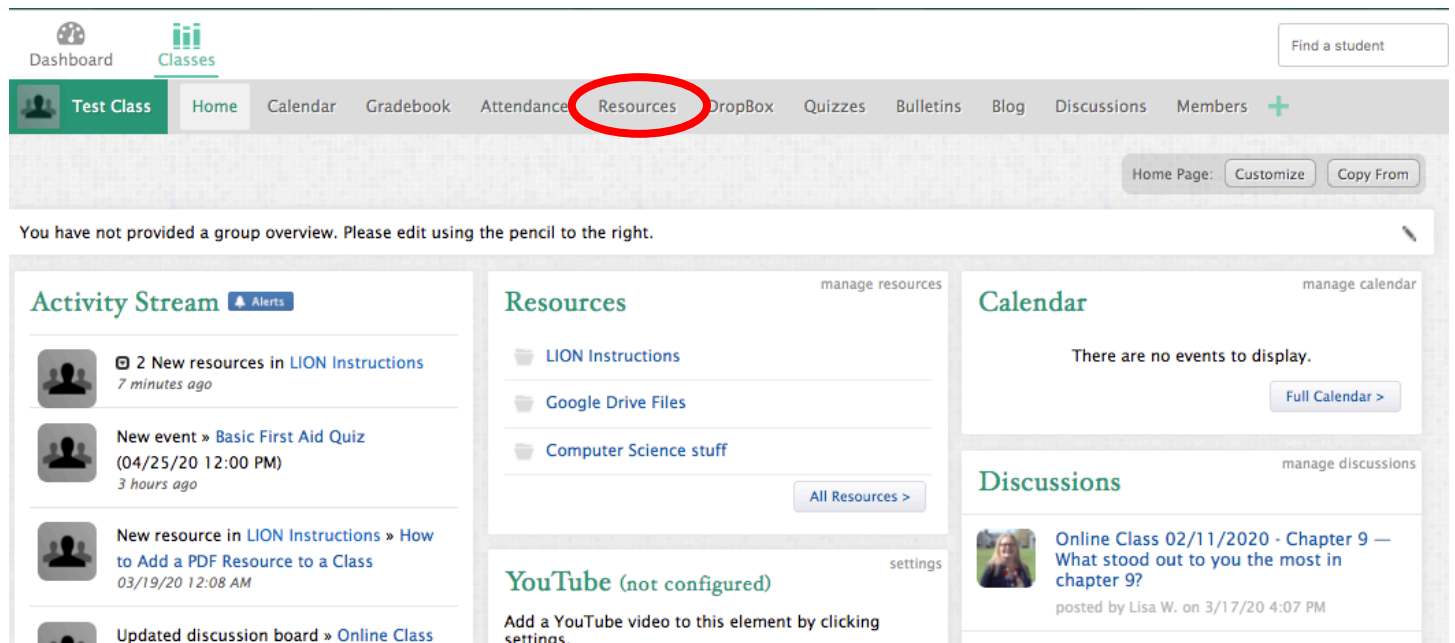 Dashboard
Classes
Find a student
Test Class
Home
Calendar
Gradebook
Attendance
Resources
DropBox
Quizzes
Bulletins
Blog
Discussions
Members
Home Page:
Customize
Copy From
You have not provided a group overview. Please edit using the pencil to the right.
Activity Stream
Alerts
2 New resources in LION Instructions
7 minutes ago
New event » Basic First Aid Quiz
(04/25/20 12:00 PM)
3 hours ago
New resource in LION Instructions » How
to Add a PDF Resource to a Class
03/19/20 12:08 AM
Updated discussion board » Online Class
manage resources
Resources
LION Instructions
Google Drive Files
Computer Science stuff
All Resources >
settings
YouTube (not configured)
Add a YouTube video to this element by clicking
settings.
manage calendar
Calendar
There are no events to display.
Full Calendar >
manage discussions
Discussions
Online Class 02/11/2020 - Chapter 9 —
What stood out to you the most in
chapter 9?
posted by Lisa W. on 3/17/20 4:07 PM